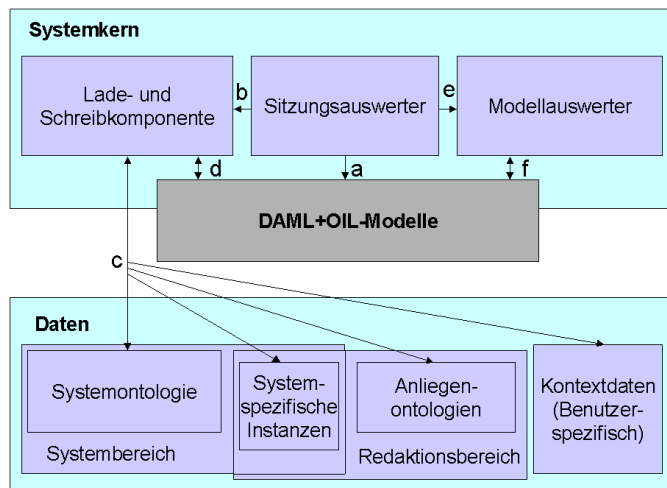 Systemkern
Lade- und
Schreibkomponente
b
Sitzungsauswerter
e
Modellauswerter
d
a
f
DAML+OIL-Modelle
c
Daten
Systemontologie
System-
spezifische
Instanzen
Anliegen-
ontologien
Kontextdaten
(Benutzer-
spezifisch)
Systembereich
Redaktionsbereich